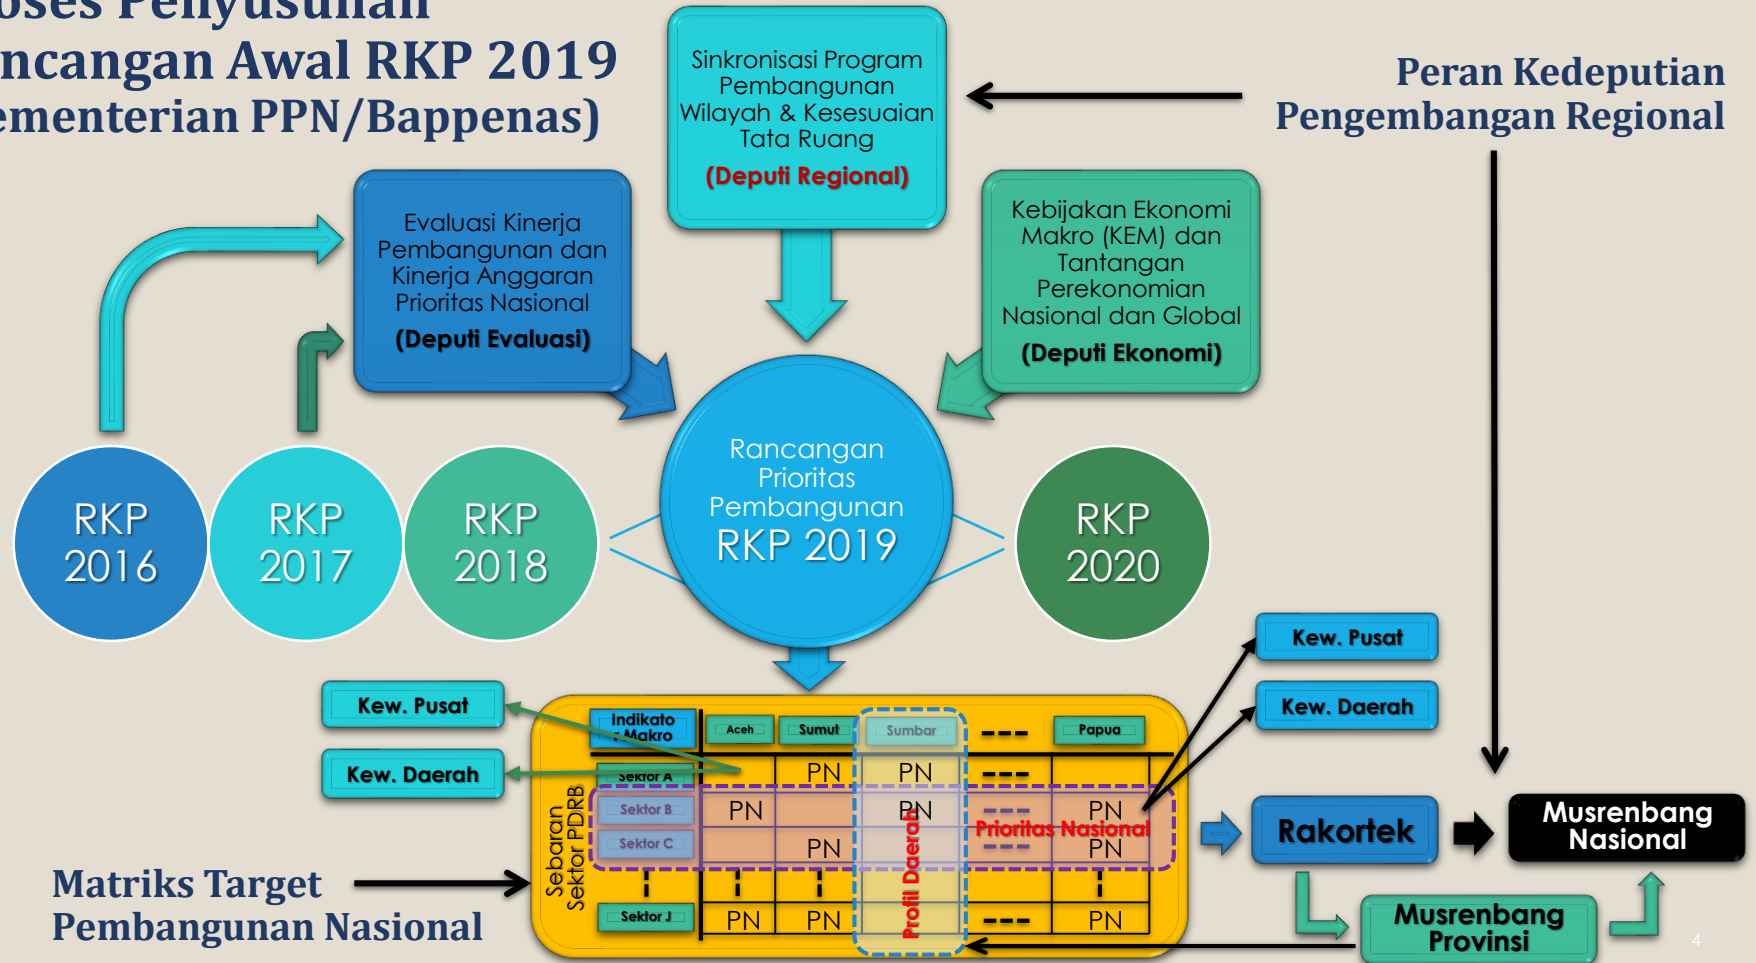 oses Penyusunan
ncangan Awal RKP 2019
ementerian PPN/Bappenas)
Sinkronisasi Program
Pembangunan
Wilayah & Kesesuaian
Tata Ruang
(Deputi Regional)
Peran Kedeputian
Pengembangan Regional
Evaluasi Kinerja
Pembangunan dan
Kinerja Anggaran
Prioritas Nasional
(Deputi Evaluasi)
Kebijakan Ekonomi
Makro (KEM) dan
Tantangan
Perekonomian
Nasional dan Global
(Deputi Ekonomi)
RKP
2016
RKP
2017
RKP
2018
Rancangan
Prioritas
Pembangunan
RKP 2019
RKP
2020
Kew. Pusat
Kew. Daerah
Kew. Pusat
Kew. Daerah
Indikato
r Makro
Aceh
Sumut
Sumbar
Papua
Sebaran
Sektor PDRB
Sektor A
PN
PN
Sektor B
PN
PN
PN
Prioritas Nasional
Sektor C
PN
PN
Sektor J
PN
PN
PN
Profil Daerah
Rakortek
Musrenbang
Nasional
Musrenbang
Provinsi
Matriks Target
Pembangunan Nasional
4